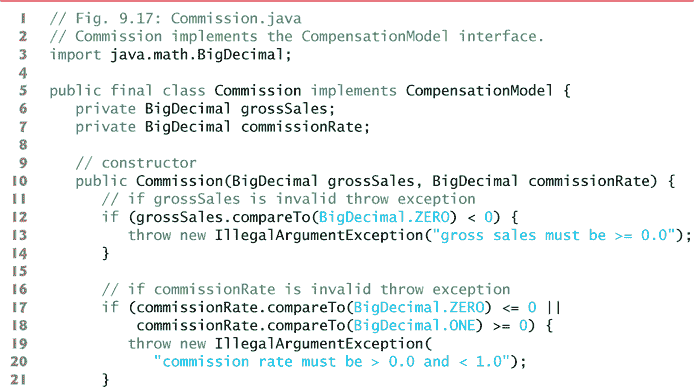 1 // Fig. 9.17: Commission.java
2 // Commission implements the CompensationModel interface.
3 import java.math.BigDecimal;
4
5 public final class Commission implements CompensationModel {
6 private BigDecimal grossSales;
7 private BigDecimal commissionRate;
8
9 // constructor
10 public Commission(BigDecimal grossSales, BigDecimal commissionRate) {
11 // if grossSales is invalid throw exception
12 if (grossSales.compareTo(BigDecimal.ZERO) < 0) {
13 throw new IllegalArgumentException("gross sales must be >= 0.0");
14 }
15
16 // if commissionRate is invalid throw exception
17 if (commissionRate.compareTo(BigDecimal.ZERO) <= 0 ||
18 commissionRate.compareTo(BigDecimal.ONE) >= 0) {
19 throw new IllegalArgumentException(
20 "commission rate must be > 0.0 and < 1.0");
21 }